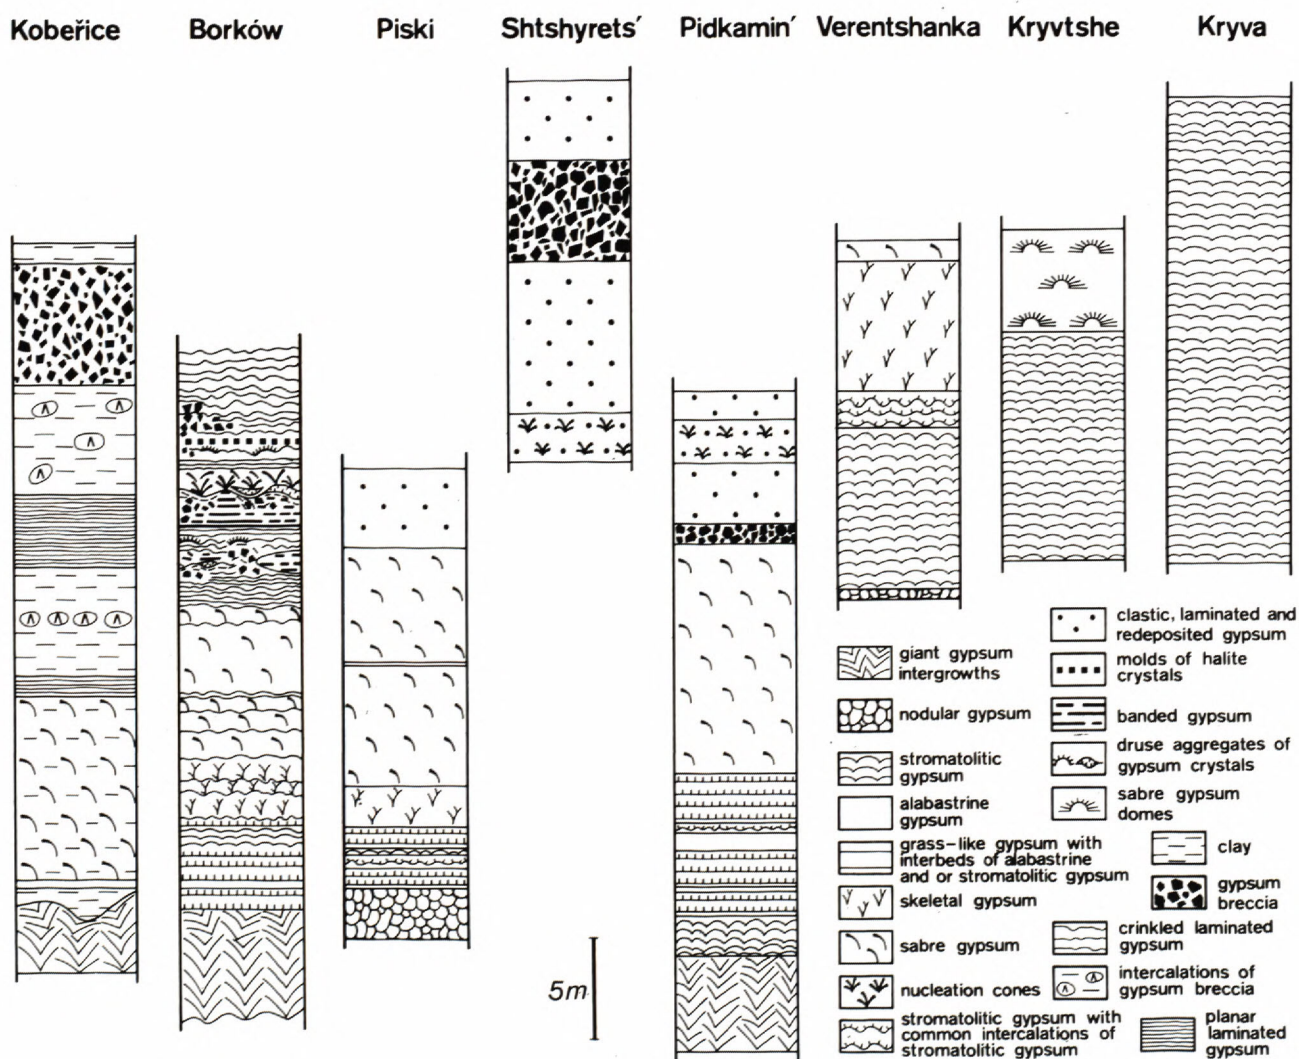 Kobeřice Borków Piski Shtshyrets′ Pidkamin′ Verentshanka Kryvtshe Kryva
5m
giant gypsum
intergrowths
nodular gypsum
stromatolitic
gypsum
alabastrine
gypsum
grass-like gypsum with
interbeds of alabastrine
and or stromatolitic gypsum
skeletal gypsum
sabre gypsum
nucleation cones
stromatolitic gypsum with
common intercalations of
stromatolitic gypsum
clastic, laminated and
redeposited gypsum
molds of halite
crystals
banded gypsum
druse aggregates of
gypsum crystals
sabre gypsum
domes
clay
gypsum
breccia
crinkled laminated
gypsum
intercalations of
gypsum breccia
planar
laminated
gypsum